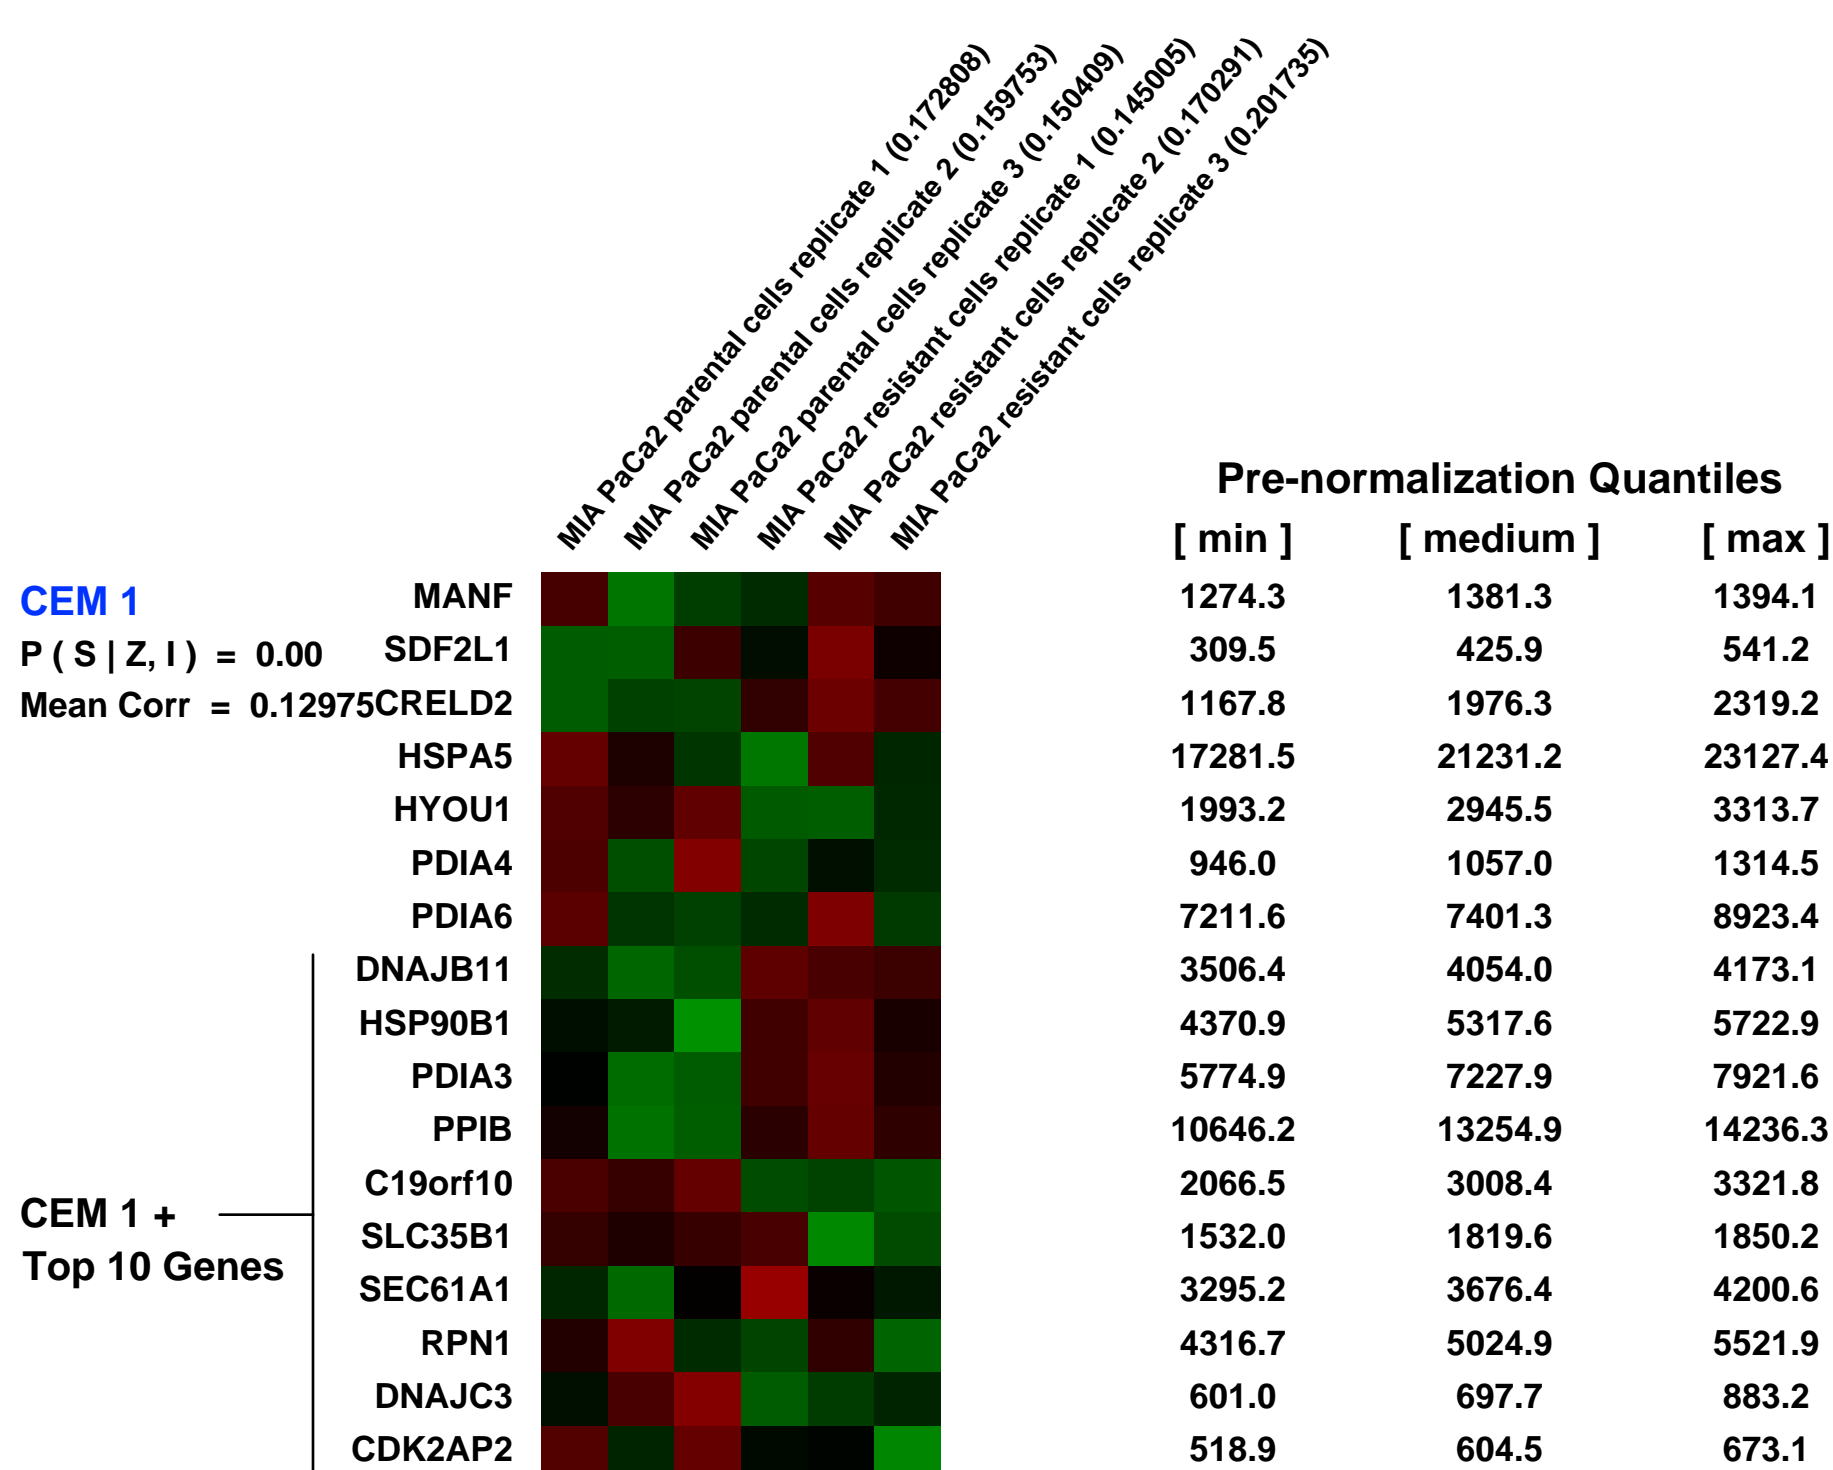 MIA PaCa2 parental cells replicate 1 (0.172808)
MIA PaCa2 parental cells replicate 2 (0.159753)
MIA PaCa2 parental cells replicate 3 (0.150409)
MIA PaCa2 resistant cells replicate 1 (0.145005)
MIA PaCa2 resistant cells replicate 2 (0.170291)
MIA PaCa2 resistant cells replicate 3 (0.201735)
Pre-normalization Quantiles
[ min ] [ medium ] [ max ]
CEM 1 MANF 1274.3 1381.3 1394.1
P ( S | Z, I ) = 0.00 SDF2L1 309.5 425.9 541.2
Mean Corr = 0.12975 CRELD2 1167.8 1976.3 2319.2
HSPA5 17281.5 21231.2 23127.4
HYOU1 1993.2 2945.5 3313.7
PDIA4 946.0 1057.0 1314.5
PDIA6 7211.6 7401.3 8923.4
DNAJB11 3506.4 4054.0 4173.1
HSP90B1 4370.9 5317.6 5722.9
PDIA3 5774.9 7227.9 7921.6
PPIB 10646.2 13254.9 14236.3
C19orf10 2066.5 3008.4 3321.8
CEM 1 +
SLC35B1 1532.0 1819.6 1850.2
Top 10 Genes
SEC61A1 3295.2 3676.4 4200.6
RPN1 4316.7 5024.9 5521.9
DNAJC3 601.0 697.7 883.2
CDK2AP2 518.9 604.5 673.1